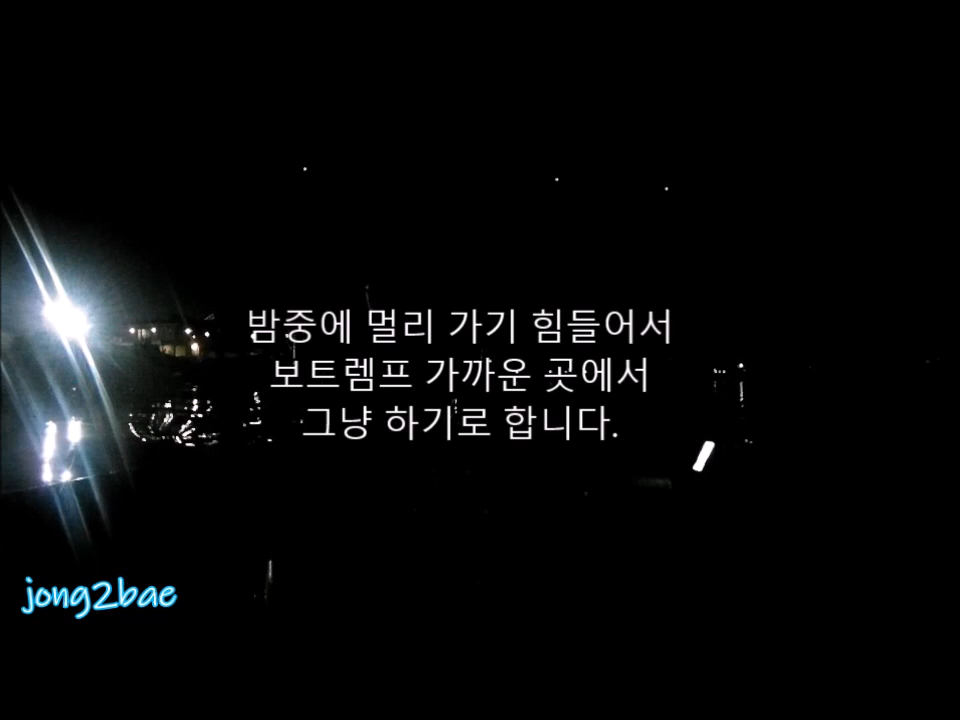 밤중에 멀리 가기 힘들어서
보트렘프 가까운 곳에서
그냥 하기로 합니다.
jong2bae